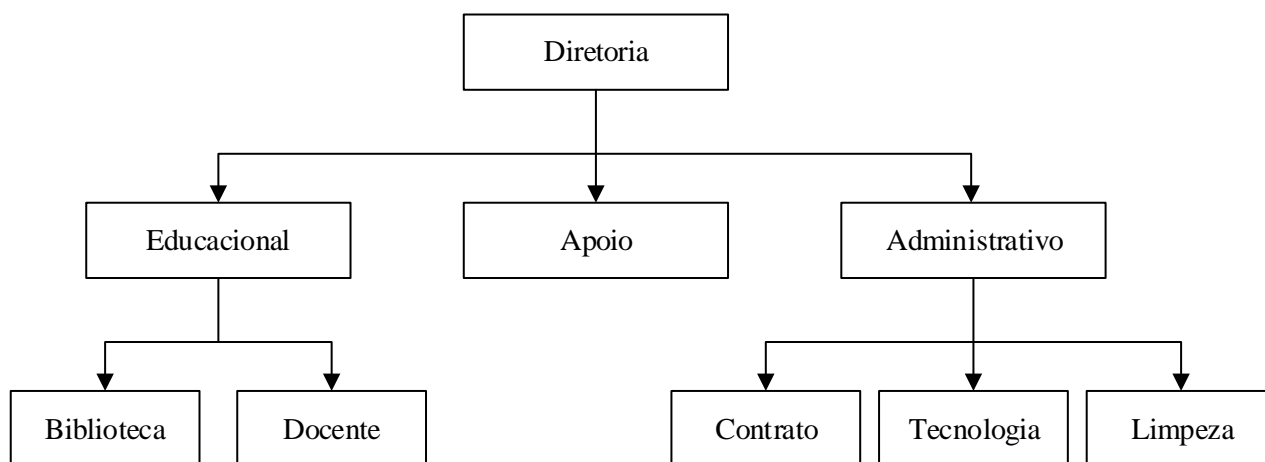 Diretoria
Educacional
Apoio
Administrativo
Biblioteca
Docente
Contrato
Tecnologia
Limpeza